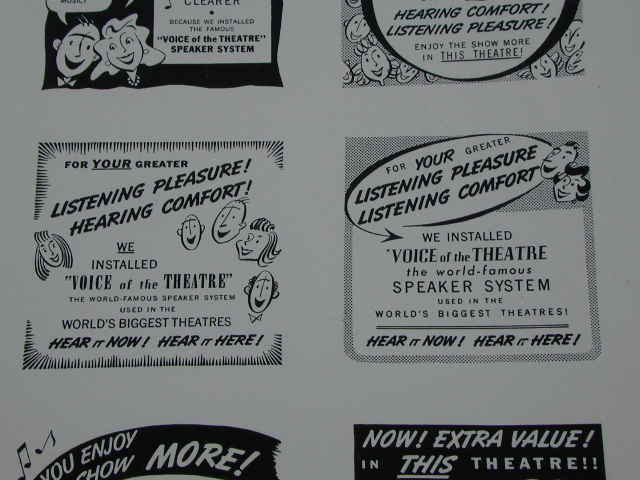 MUSIC?
CLEARER
BECAUSE WE INSTALLED
THE FAMOUS
"VOICE of the THEATRE"
SPEAKER SYSTEM
HEARING COMFORT!
LISTENING PLEASURE!
ENJOY THE SHOW MORE
IN THIS THEATRE!
FOR YOUR GREATER
LISTENING PLEASURE!
HEARING COMFORT!
WE
INSTALLED
"VOICE of the THEATRE"
THE WORLD-FAMOUS SPEAKER SYSTEM
USED IN THE
WORLD'S BIGGEST THEATRES
HEAR IT NOW! HEAR IT HERE!
FOR YOUR GREATER
LISTENING PLEASURE
LISTENING COMFORT
WE INSTALLED
"VOICE of the THEATRE
the world-famous
SPEAKER SYSTEM
USED IN THE
WORLD'S BIGGEST THEATRES!
HEAR IT NOW! HEAR IT HERE!
YOU ENJOY
SHOW MORE!
NOW! EXTRA VALUE!
IN THIS THEATRE!!